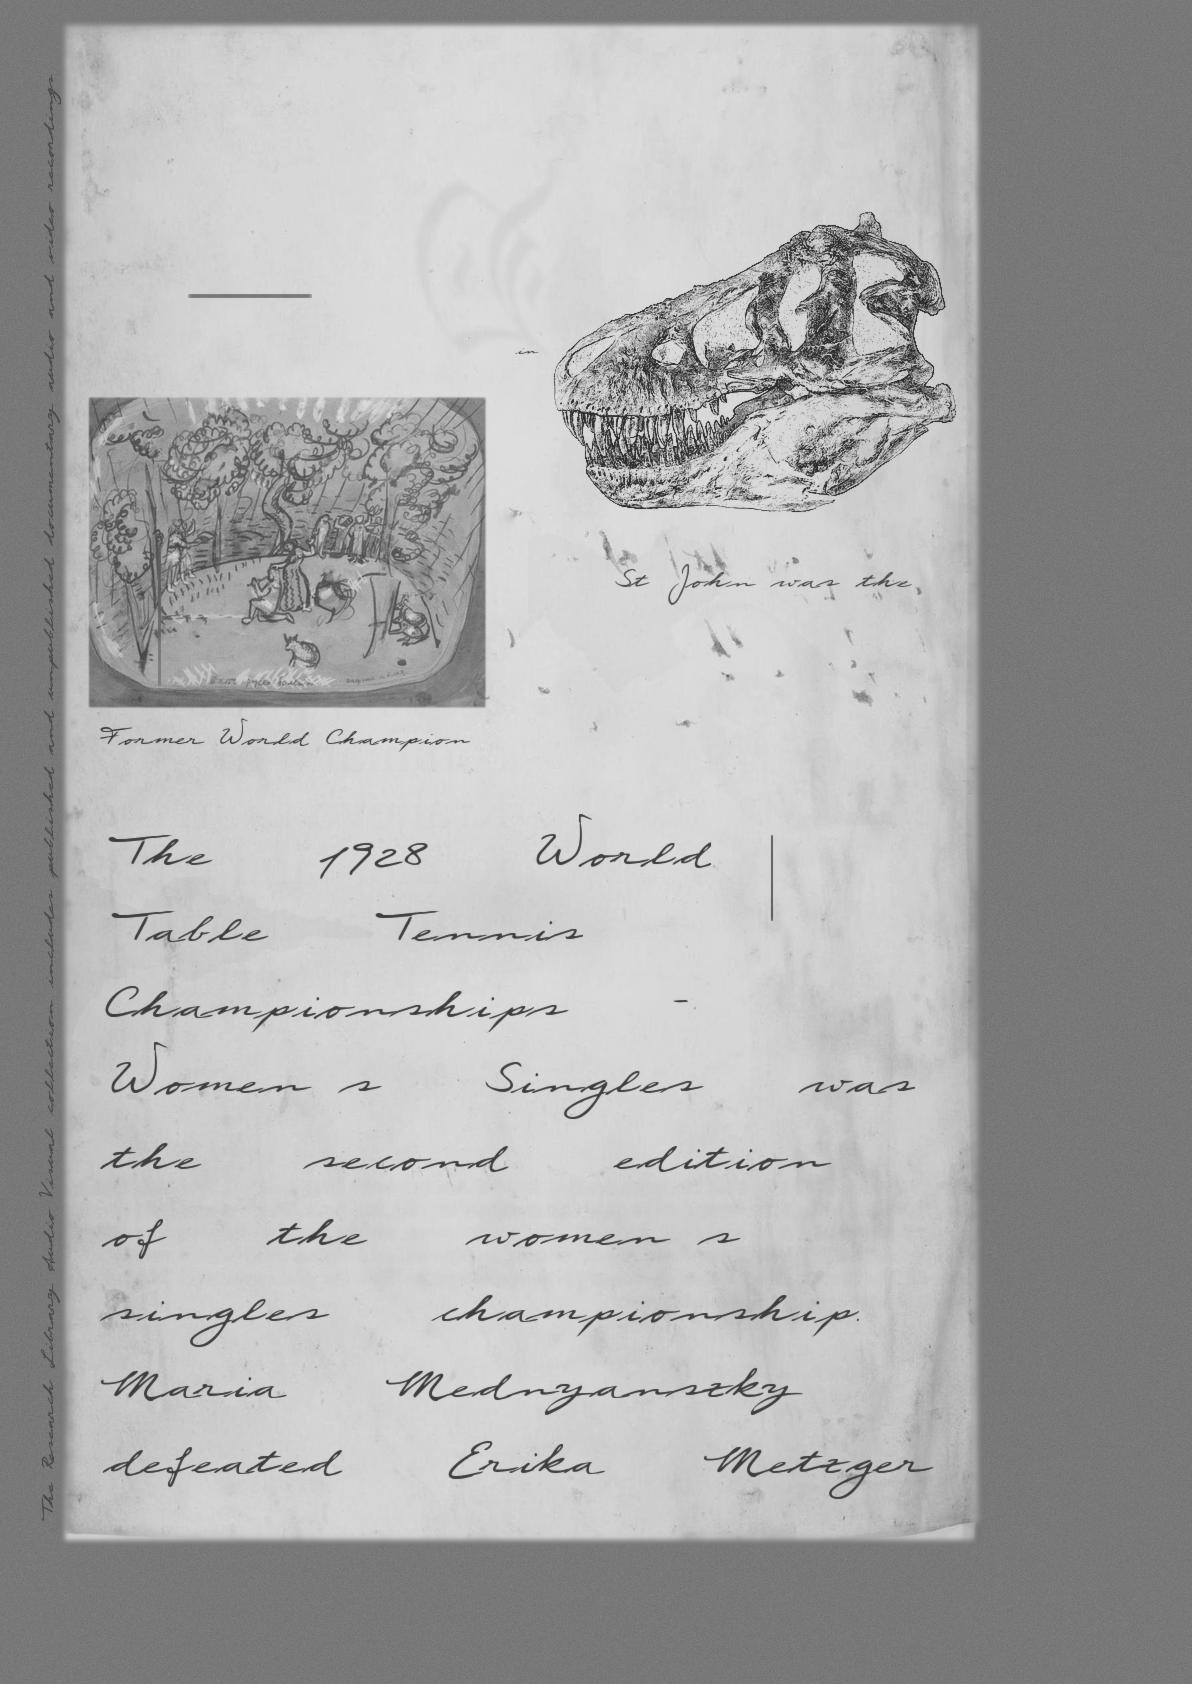 in
St John was the
Former World Champion
The 1928 World
Table Tennis
Championships -
Women s Singles was
the second edition
of the women s
singles championship.
Maria Mednyanszky
defeated Erika Metzger
The Research Library Audio Visual collection includes published and unpublished documentary audio and video recordings